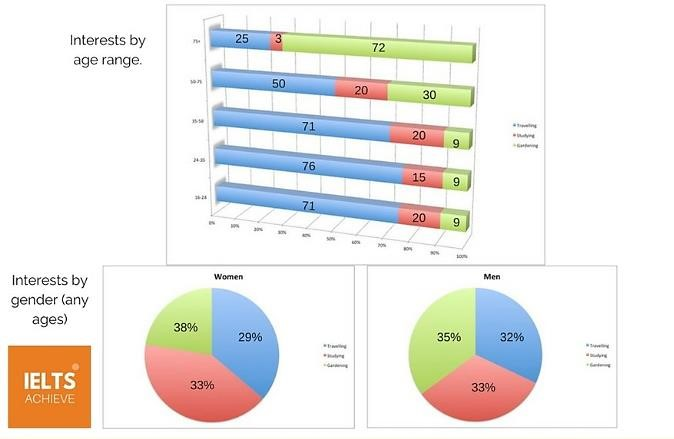 Interests by
age range.
75+
25
3
72
50-75
50
20
30
35-50
71
20
9
24-35
76
15
9
16-24
71
20
9
0%
10%
20%
30%
40%
50%
60%
70%
80%
90%
100%
Travelling
Studying
Gardening
Interests by
gender (any
ages)
Women
38%
29%
33%
Travelling
Studying
Gardening
Men
35%
32%
33%
Travelling
Studying
Gardening
IELTS
ACHIEVE